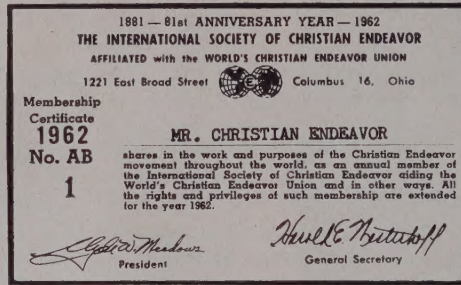 1881 — 81st ANNIVERSARY YEAR — 1962
THE INTERNATIONAL SOCIETY OF CHRISTIAN ENDEAVOR
AFFILIATED with the WORLD'S CHRISTIAN ENDEAVOR UNION
1221 East Broad Street Columbus 16, Ohio
Membership
Certificate
1962
No. AB
1
MR. CHRISTIAN ENDEAVOR
shares in the work and purposes of the Christian Endeavor
movement throughout the world, as an annual member of
the International Society of Christian Endeavor aiding the
World's Christian Endeavor Union and in other ways. All
the rights and privileges of such membership are extended
for the year 1962.
Clyde W. Meadows
President
Harold E. Westerhoff
General Secretary